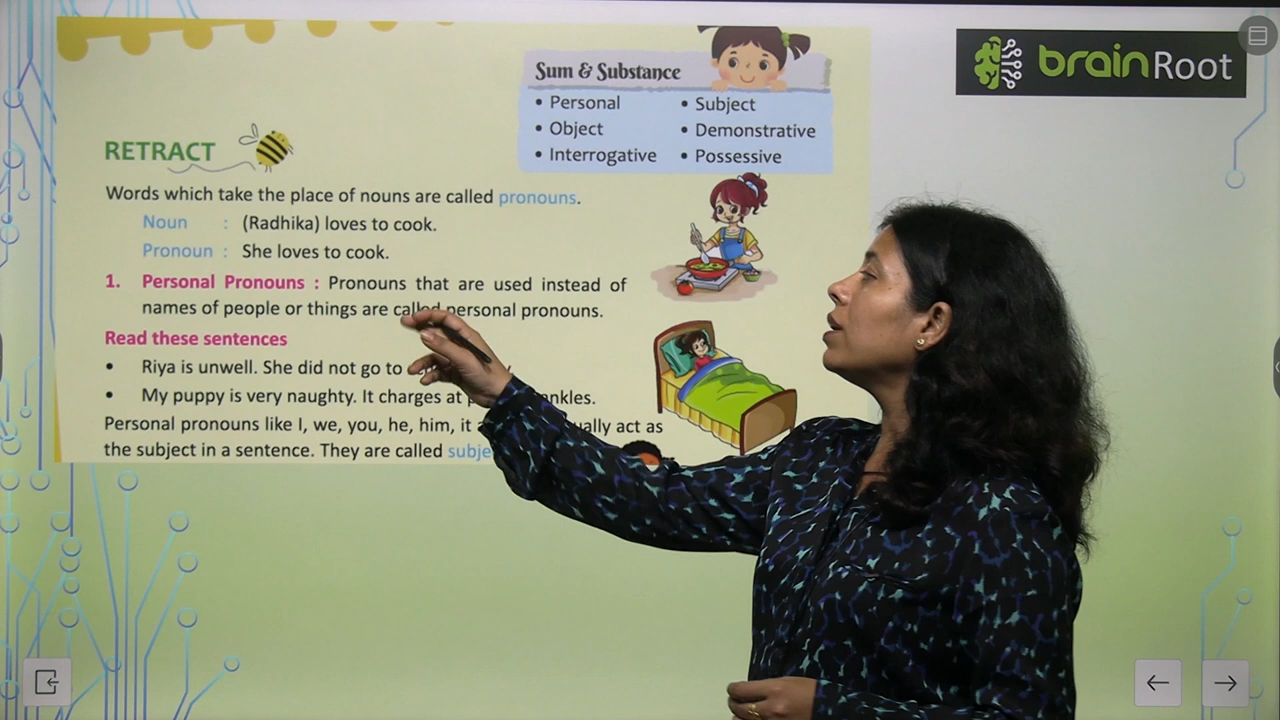 brainRoot
Sum & Substance
• Personal • Subject
• Object • Demonstrative
• Interrogative • Possessive
RETRACT
Words which take the place of nouns are called pronouns.
Noun : (Radhika) loves to cook.
Pronoun : She loves to cook.
1. Personal Pronouns : Pronouns that are used instead of
names of people or things are called personal pronouns.
Read these sentences
• Riya is unwell. She did not go to
• My puppy is very naughty. It charges at ankles.
Personal pronouns like I, we, you, he, him, it act as
the subject in a sentence. They are called